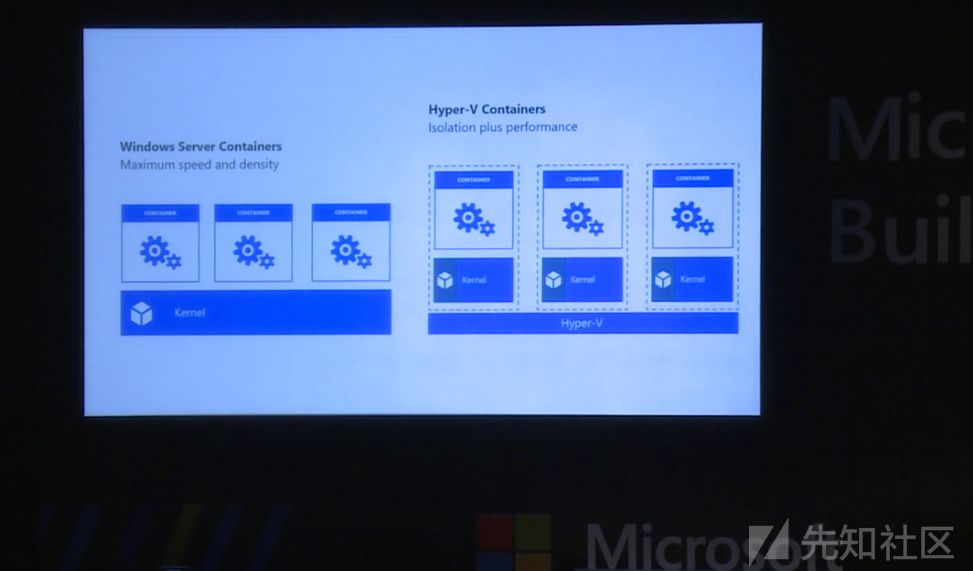 Windows Server Containers
Maximum speed and density
CONTAINER
CONTAINER
CONTAINER
Kernel
Hyper-V Containers
Isolation plus performance
CONTAINER
CONTAINER
CONTAINER
Kernel
Kernel
Kernel
Hyper-V
Mic
Buil
Microsoft
先知社区